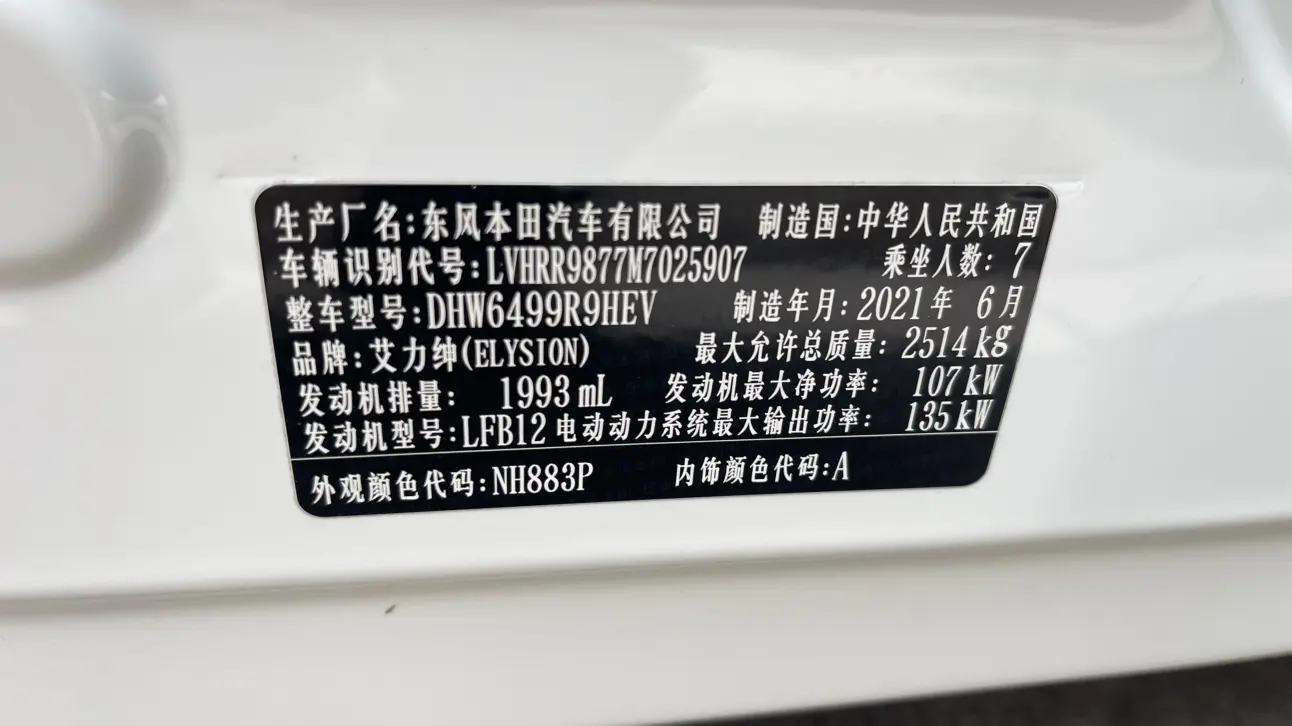 生产厂名:东风本田汽车有限公司 制造国:中华人民共和国
车辆识别代号:LVHRR9877M7025907 乘坐人数: 7
整车型号:DHW6499R9HEV 制造年月:2021年 6月
品牌:艾力绅(ELYSION) 最大允许总质量: 2514kg
发动机排量: 1993mL 发动机最大净功率: 107kW
发动机型号:LFB12 电动动力系统最大输出功率: 135kW
外观颜色代码:NH883P 内饰颜色代码:A